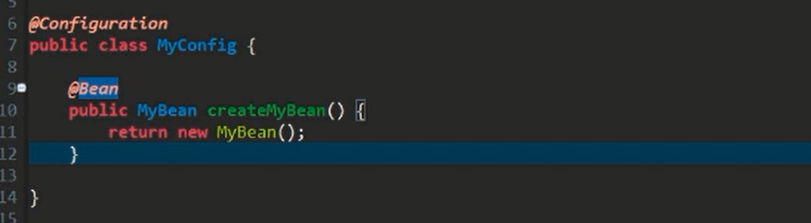 5
6 @Configuration
7 public class MyConfig {
8
9 @Bean
10 public MyBean createMyBean() {
11 return new MyBean();
12 }
13
14 }
15